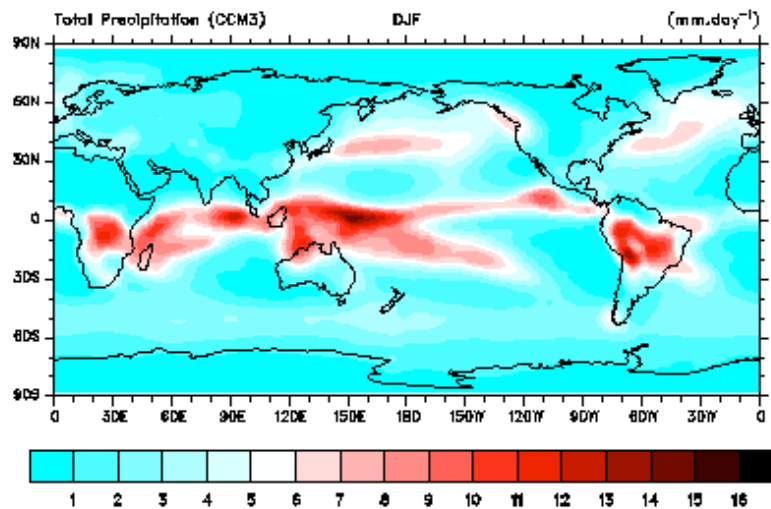 Total Precipitation (CCM3) DJF (mm.day⁻¹)
90N
60N
30N
0
30S
60S
90S
0 30E 60E 90E 120E 150E 180 150W 120W 90W 60W 30W 0
1 2 3 4 5 6 7 8 9 10 11 12 13 14 15 16